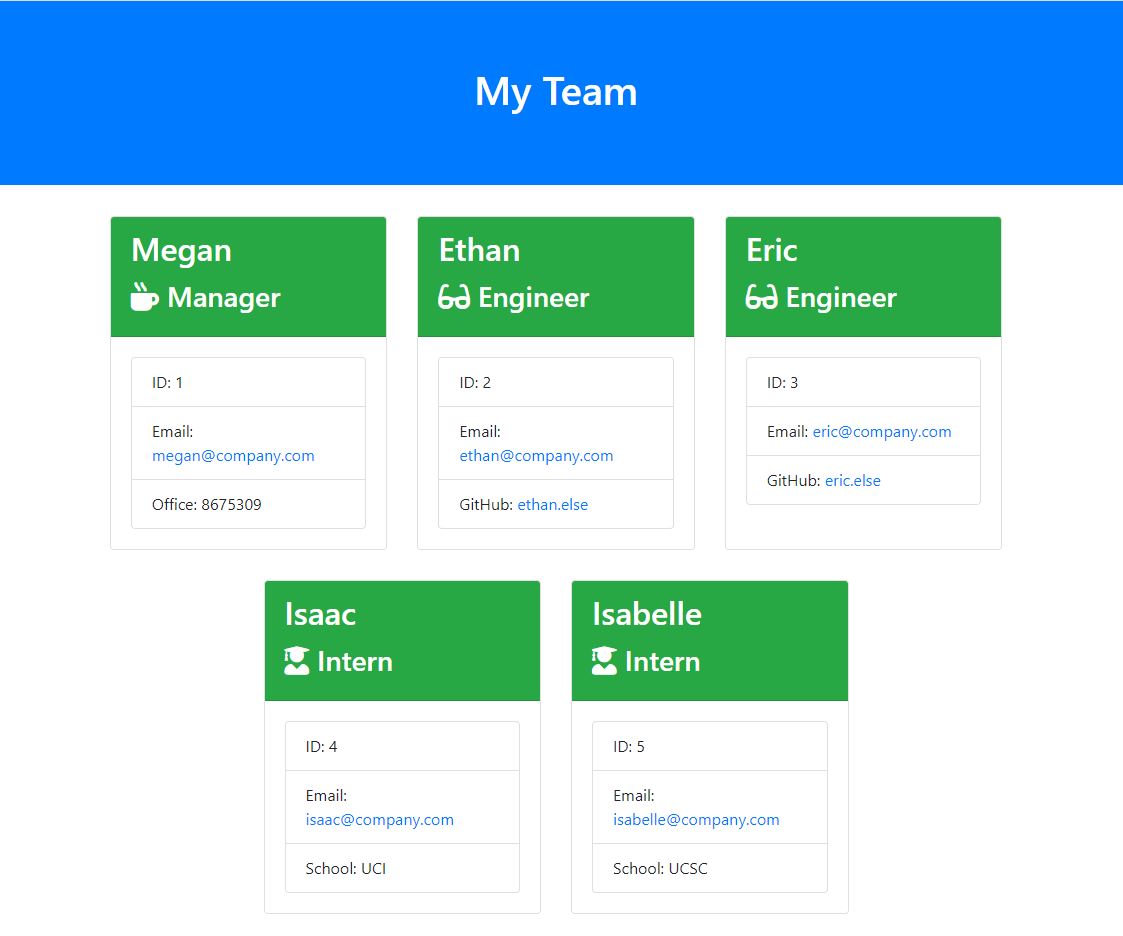 My Team
Megan
Manager
ID: 1
Email:
megan@company.com
Office: 8675309
Ethan
Engineer
ID: 2
Email:
ethan@company.com
GitHub: ethan.else
Eric
Engineer
ID: 3
Email: eric@company.com
GitHub: eric.else
Isaac
Intern
ID: 4
Email:
isaac@company.com
School: UCI
Isabelle
Intern
ID: 5
Email:
isabelle@company.com
School: UCSC